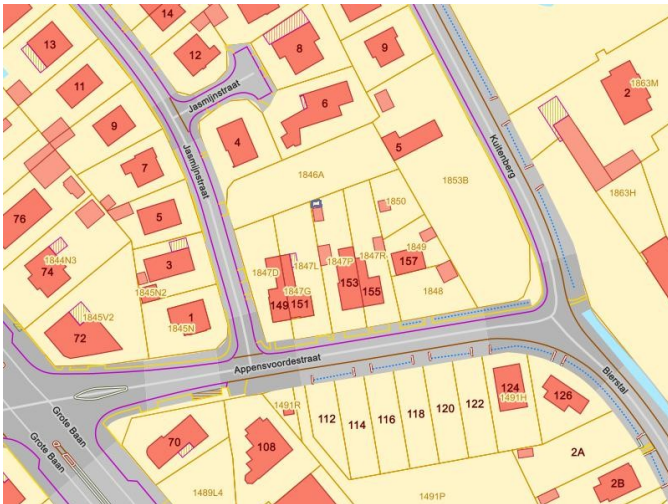 14
13
12
8
9
11
Jasmijnstraat
6
1863M
2
9
4
5
Kuitenberg
Jasmijnstraat
7
1846A
1853B
1863H
76
5
1850
1844N3
74
3
1847D
1847L
1847P
1847R
1849
157
1845N2
1847G
153
155
1848
149
151
1845V2
72
1
1845N
Appensvoordestraat
Bierstal
124
1491H
126
Grote Baan
Grote Baan
1491R
112
114
116
118
120
122
70
108
2A
2B
1489L4
1491P